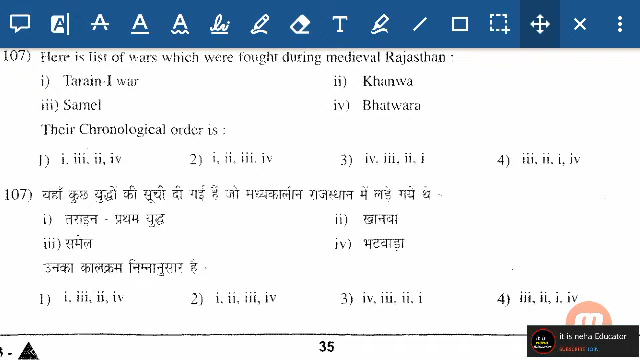 107) Here is list of wars which were fought during medieval Rajasthan :
i) Tarain-I war ii) Khanwa
iii) Samel iv) Bhatwara
Their Chronological order is :
1) i, iii, ii, iv 2) i, ii, iii, iv 3) iv, iii, ii, i 4) iii, ii, i, iv
107) यहाँ कुछ युद्धों की सूची दी गई है जो मध्यकालीन राजस्थान में लड़े गये थे -
i) तराइन - प्रथम युद्ध ii) खानवा
iii) समेल iv) भटवाड़ा
उनका कालक्रम निम्नानुसार है -
1) i, iii, ii, iv 2) i, ii, iii, iv 3) iv, iii, ii, i 4) iii, ii, i, iv
35
it is neha Educator
SUBSCRIBE JOIN